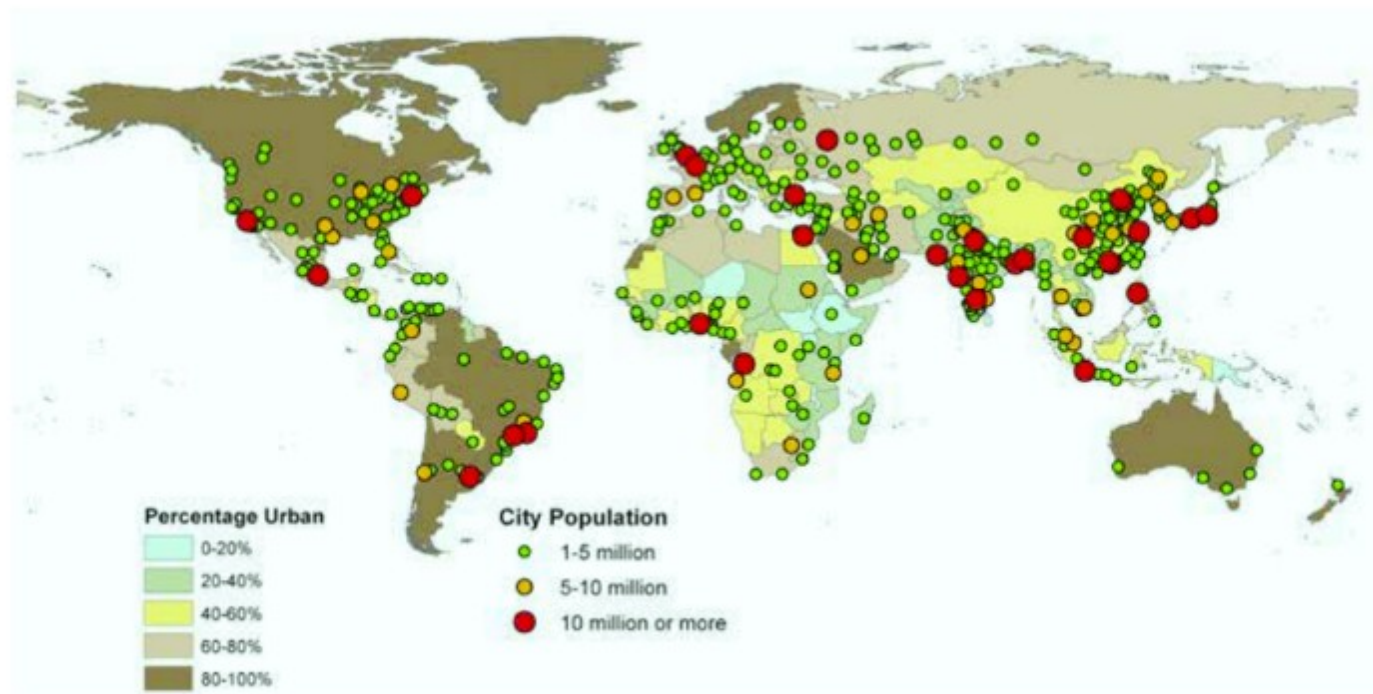 Percentage Urban
0-20%
20-40%
40-60%
60-80%
80-100%
City Population
1-5 million
5-10 million
10 million or more